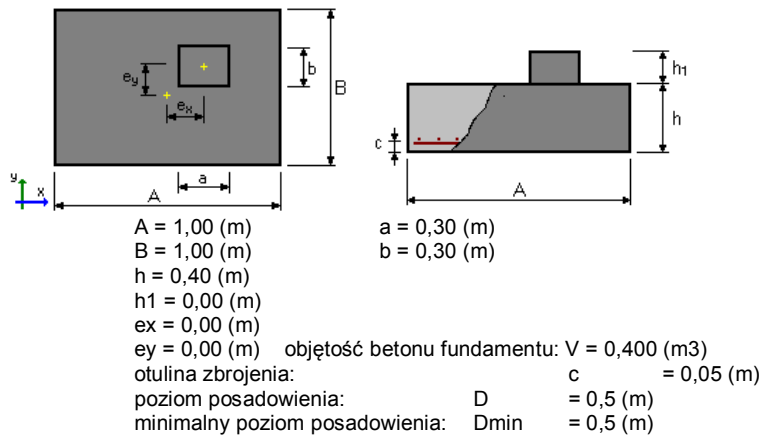 e_y
e_x
b
B
a
A
y
x
h1
h
c
A
A = 1,00 (m) a = 0,30 (m)
B = 1,00 (m) b = 0,30 (m)
h = 0,40 (m)
h1 = 0,00 (m)
ex = 0,00 (m)
ey = 0,00 (m) objętość betonu fundamentu: V = 0,400 (m3)
otulina zbrojenia: c = 0,05 (m)
poziom posadowienia: D = 0,5 (m)
minimalny poziom posadowienia: Dmin = 0,5 (m)